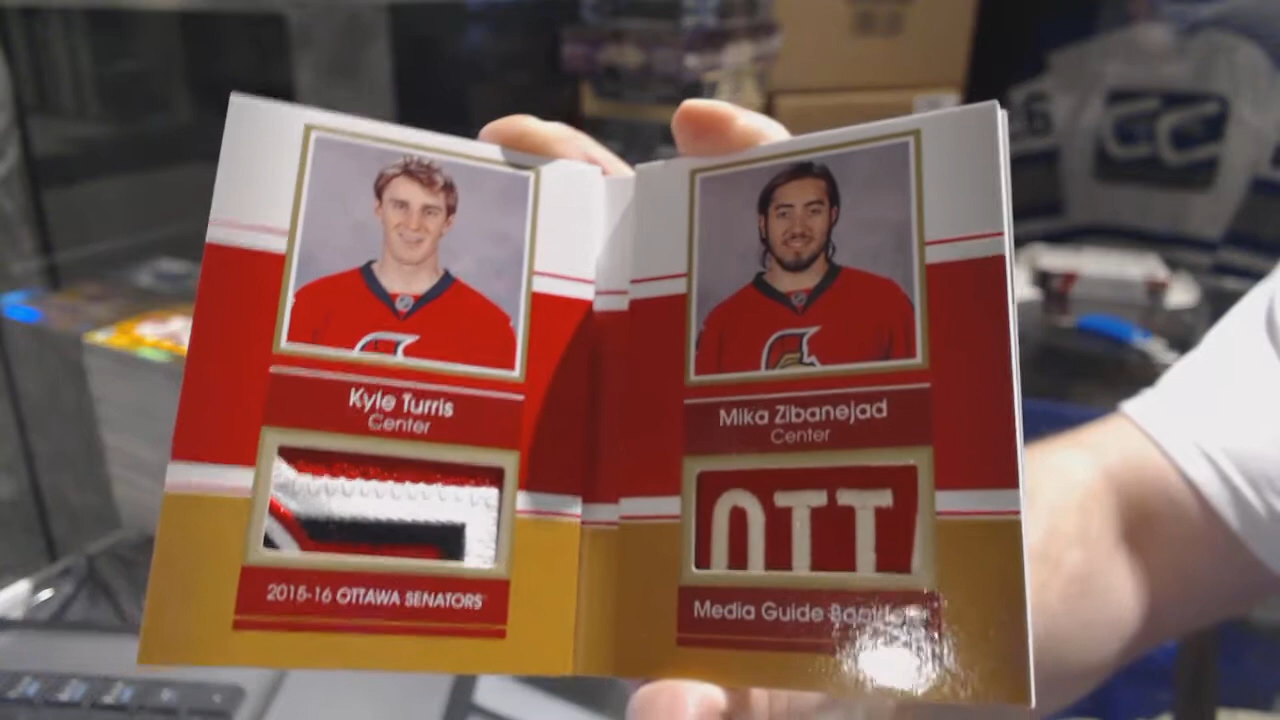 Kyle Turris
Center
2015-16 OTTAWA SENATORS
Mika Zibanejad
Center
OTT
Media Guide